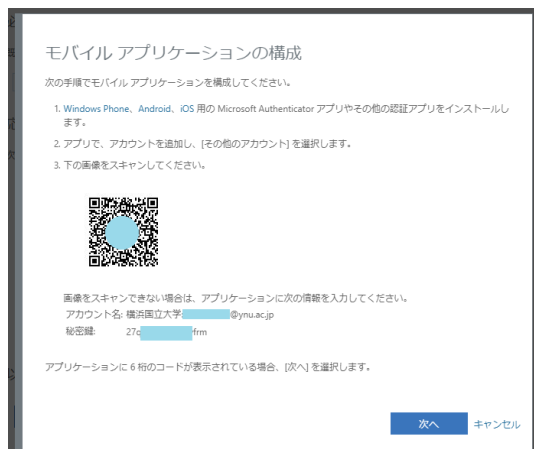 モバイル アプリケーションの構成
次の手順でモバイル アプリケーションを構成してください。
1. Windows Phone、Android、iOS 用の Microsoft Authenticator アプリやその他の認証アプリをインストールし
ます。
2. アプリで、アカウントを追加し、[その他のアカウント] を選択します。
3. 下の画像をスキャンしてください。
画像をスキャンできない場合は、アプリケーションに次の情報を入力してください。
アカウント名: 横浜国立大学: @ynu.ac.jp
秘密鍵: 27c frm
アプリケーションに 6 桁のコードが表示されている場合、[次へ] を選択します。
次へ キャンセル